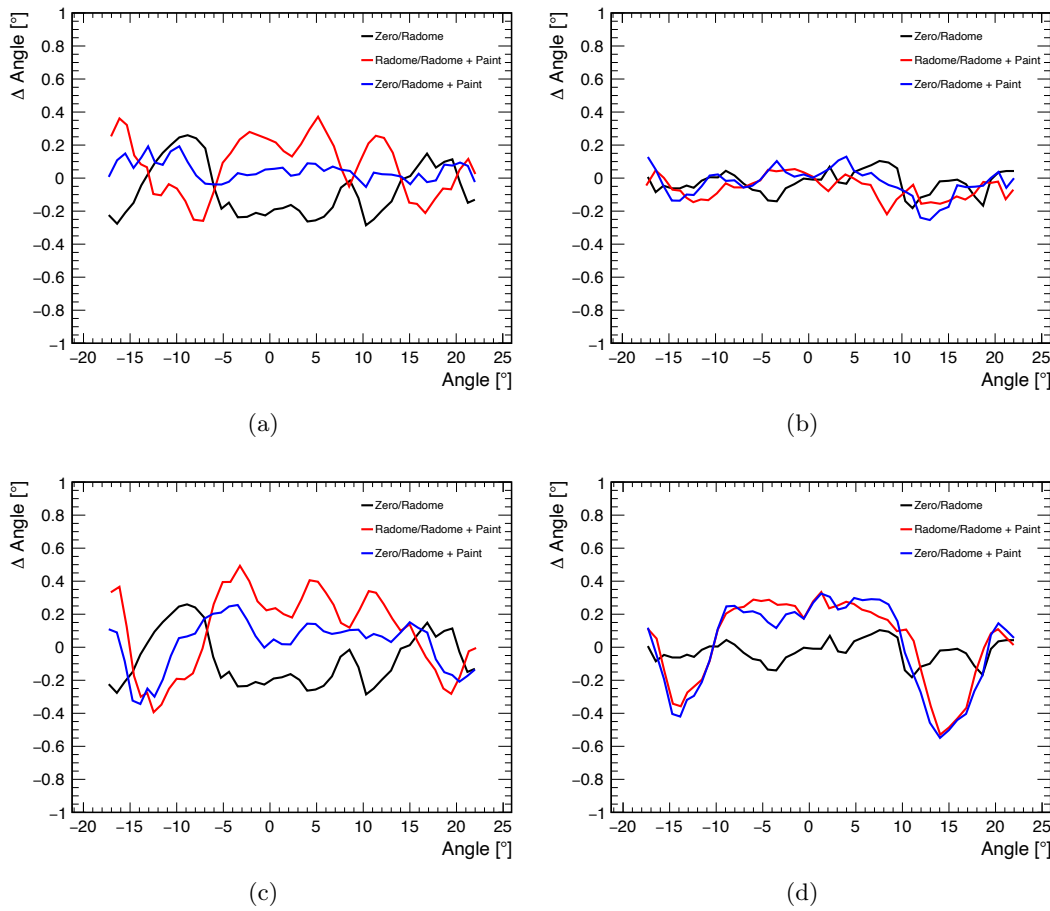 Δ Angle [°]
1
0.8
0.6
0.4
0.2
0
−0.2
−0.4
−0.6
−0.8
−1
Zero/Radome
Radome/Radome + Paint
Zero/Radome + Paint
−20 −15 −10 −5 0 5 10 15 20 25
Angle [°]
(a)
Δ Angle [°]
1
0.8
0.6
0.4
0.2
0
−0.2
−0.4
−0.6
−0.8
−1
Zero/Radome
Radome/Radome + Paint
Zero/Radome + Paint
−20 −15 −10 −5 0 5 10 15 20 25
Angle [°]
(b)
Δ Angle [°]
1
0.8
0.6
0.4
0.2
0
−0.2
−0.4
−0.6
−0.8
−1
Zero/Radome
Radome/Radome + Paint
Zero/Radome + Paint
−20 −15 −10 −5 0 5 10 15 20 25
Angle [°]
(c)
Δ Angle [°]
1
0.8
0.6
0.4
0.2
0
−0.2
−0.4
−0.6
−0.8
−1
Zero/Radome
Radome/Radome + Paint
Zero/Radome + Paint
−20 −15 −10 −5 0 5 10 15 20 25
Angle [°]
(d)